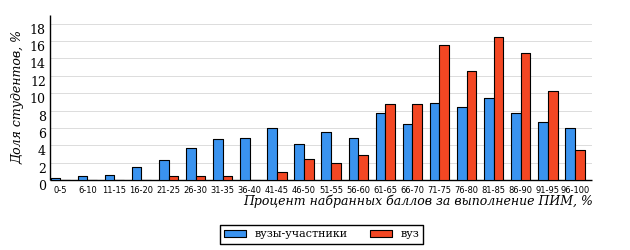 Доля студентов, %
18
16
14
12
10
8
6
4
2
0
0-5 6-10 11-15 16-20 21-25 26-30 31-35 36-40 41-45 46-50 51-55 56-60 61-65 66-70 71-75 76-80 81-85 86-90 91-95 96-100
Процент набранных баллов за выполнение ПИМ, %
вузы-участники вуз